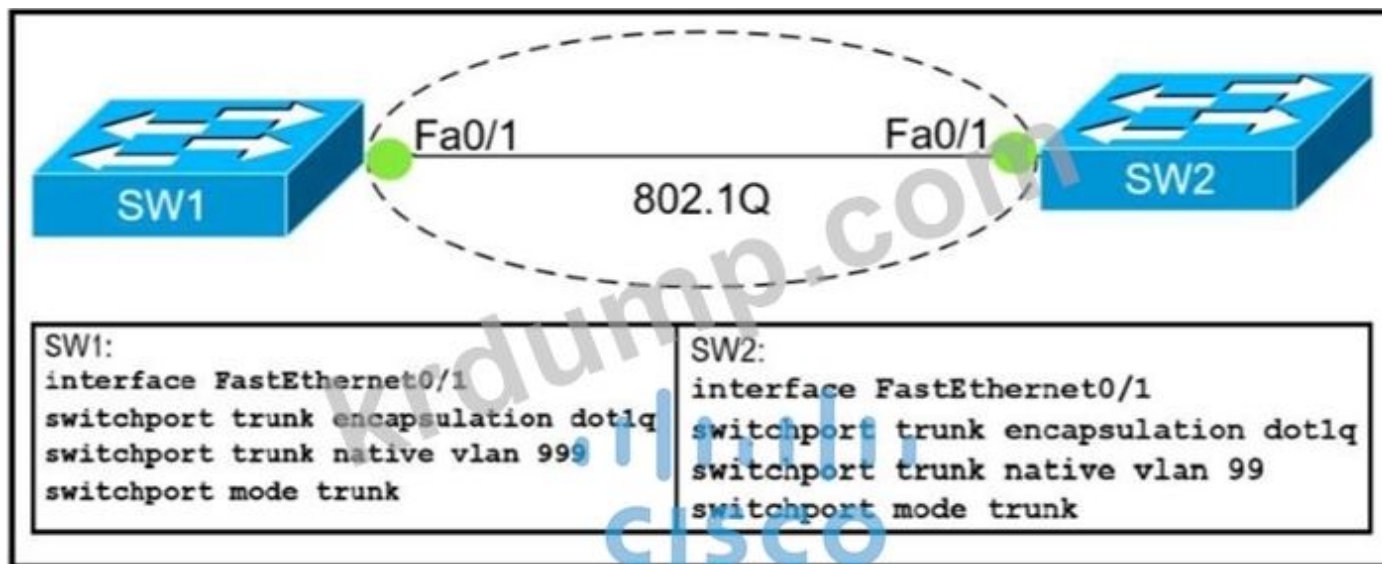 Fa0/1
Fa0/1
SW1
802.1Q
SW2
krdump.com
SW1:
interface FastEthernet0/1
switchport trunk encapsulation dot1q
switchport trunk native vlan 999
switchport mode trunk
SW2:
interface FastEthernet0/1
switchport trunk encapsulation dot1q
switchport trunk native vlan 99
switchport mode trunk
cisco